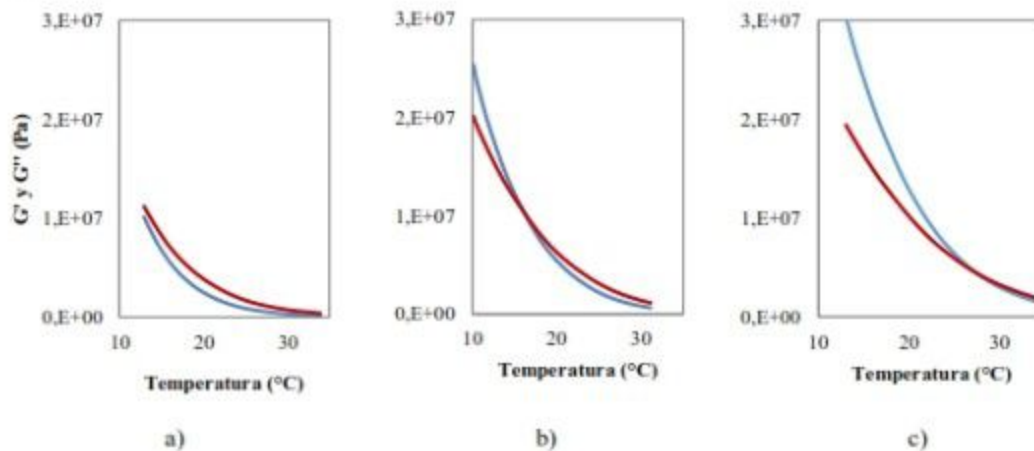 G' y G'' (Pa)
3,E+07
2,E+07
1,E+07
0,E+00
10 20 30
Temperatura (°C)
a)
3,E+07
2,E+07
1,E+07
0,E+00
10 20 30
Temperatura (°C)
b)
3,E+07
2,E+07
1,E+07
0,E+00
10 20 30
Temperatura (°C)
c)